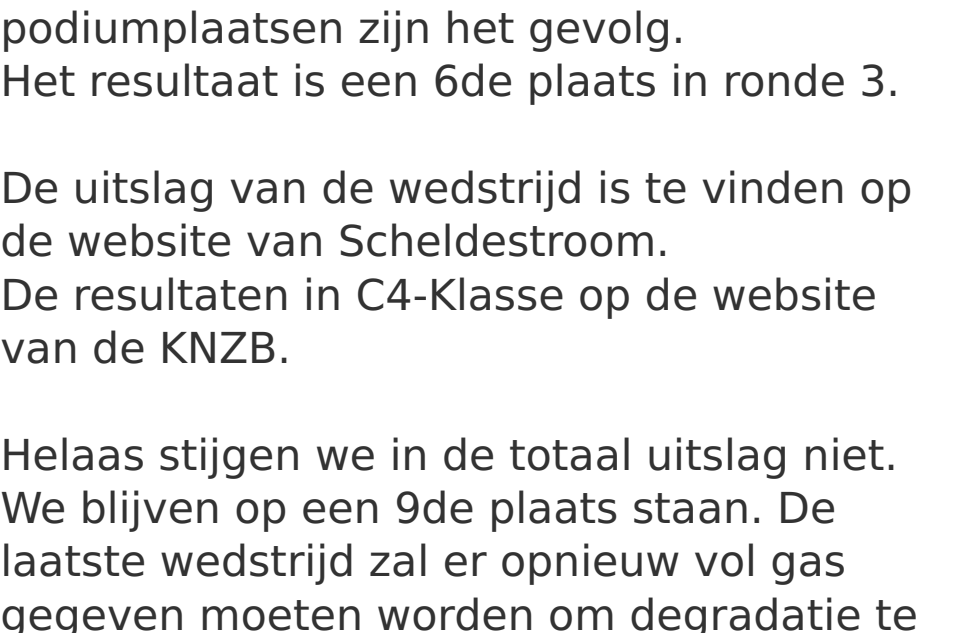 podiumplaatsen zijn het gevolg.
Het resultaat is een 6de plaats in ronde 3.
De uitslag van de wedstrijd is te vinden op
de website van Scheldestroom.
De resultaten in C4-Klasse op de website
van de KNZB.
Helaas stijgen we in de totaal uitslag niet.
We blijven op een 9de plaats staan. De
laatste wedstrijd zal er opnieuw vol gas
gegeven moeten worden om degradatie te